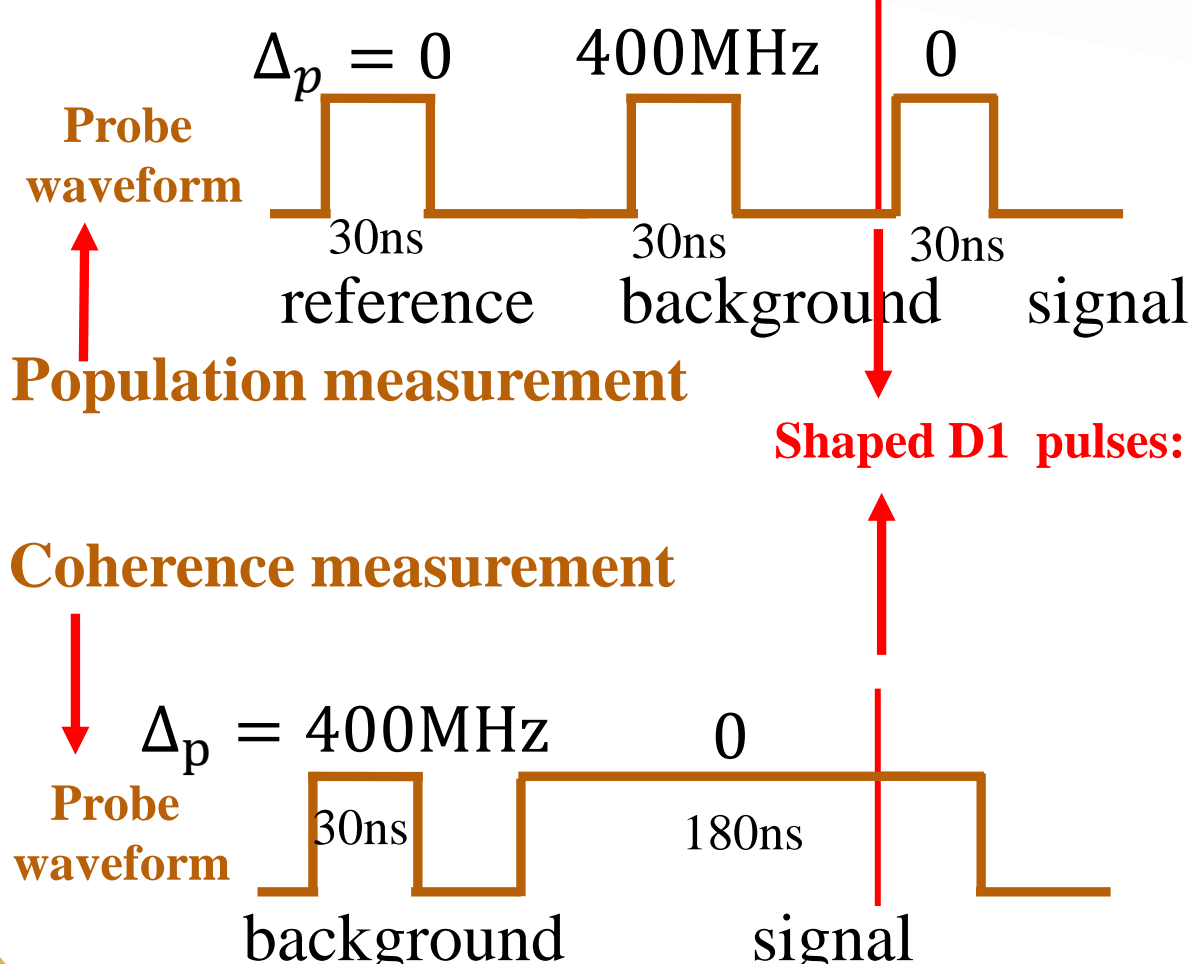 Δₚ = 0 400MHz 0
Probe
waveform
30ns 30ns 30ns
reference background signal
Population measurement
Shaped D1 pulses:
Coherence measurement
Δₚ = 400MHz 0
Probe
waveform
30ns 180ns
background signal